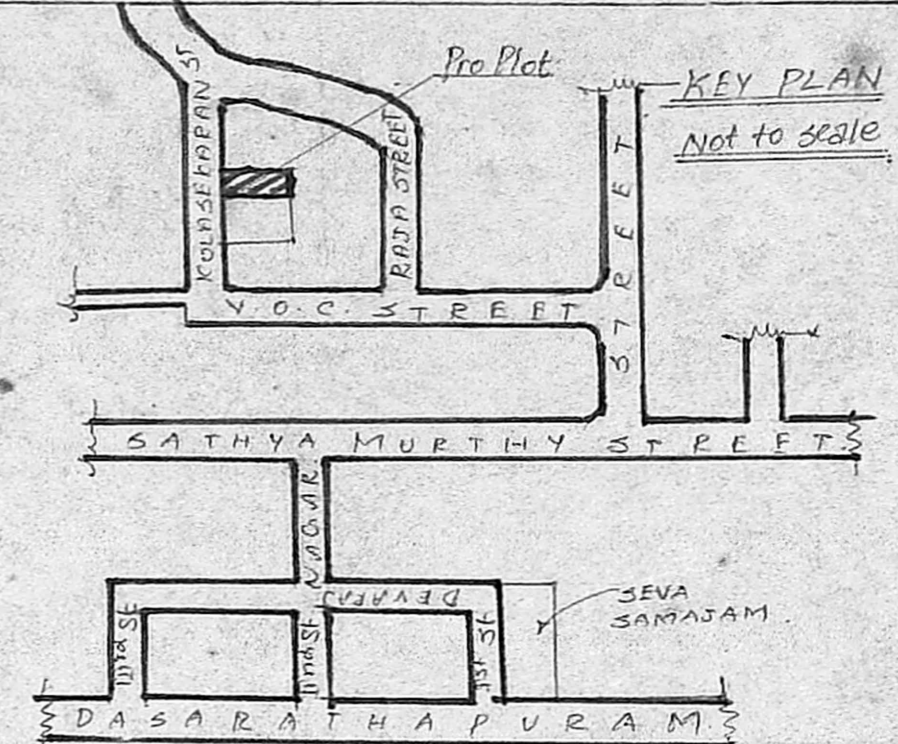 Pro Plot
KEY PLAN
Not to scale
KULASEHARAN St
RAJA STREET
STREET
V.O.C. STREET
SATHYA MURTHY STREET
NAGAR
DEVARAJ
SEVA
SAMAJAM.
IIIrd St
IInd St
Ist St
DASARATHAPURAM.